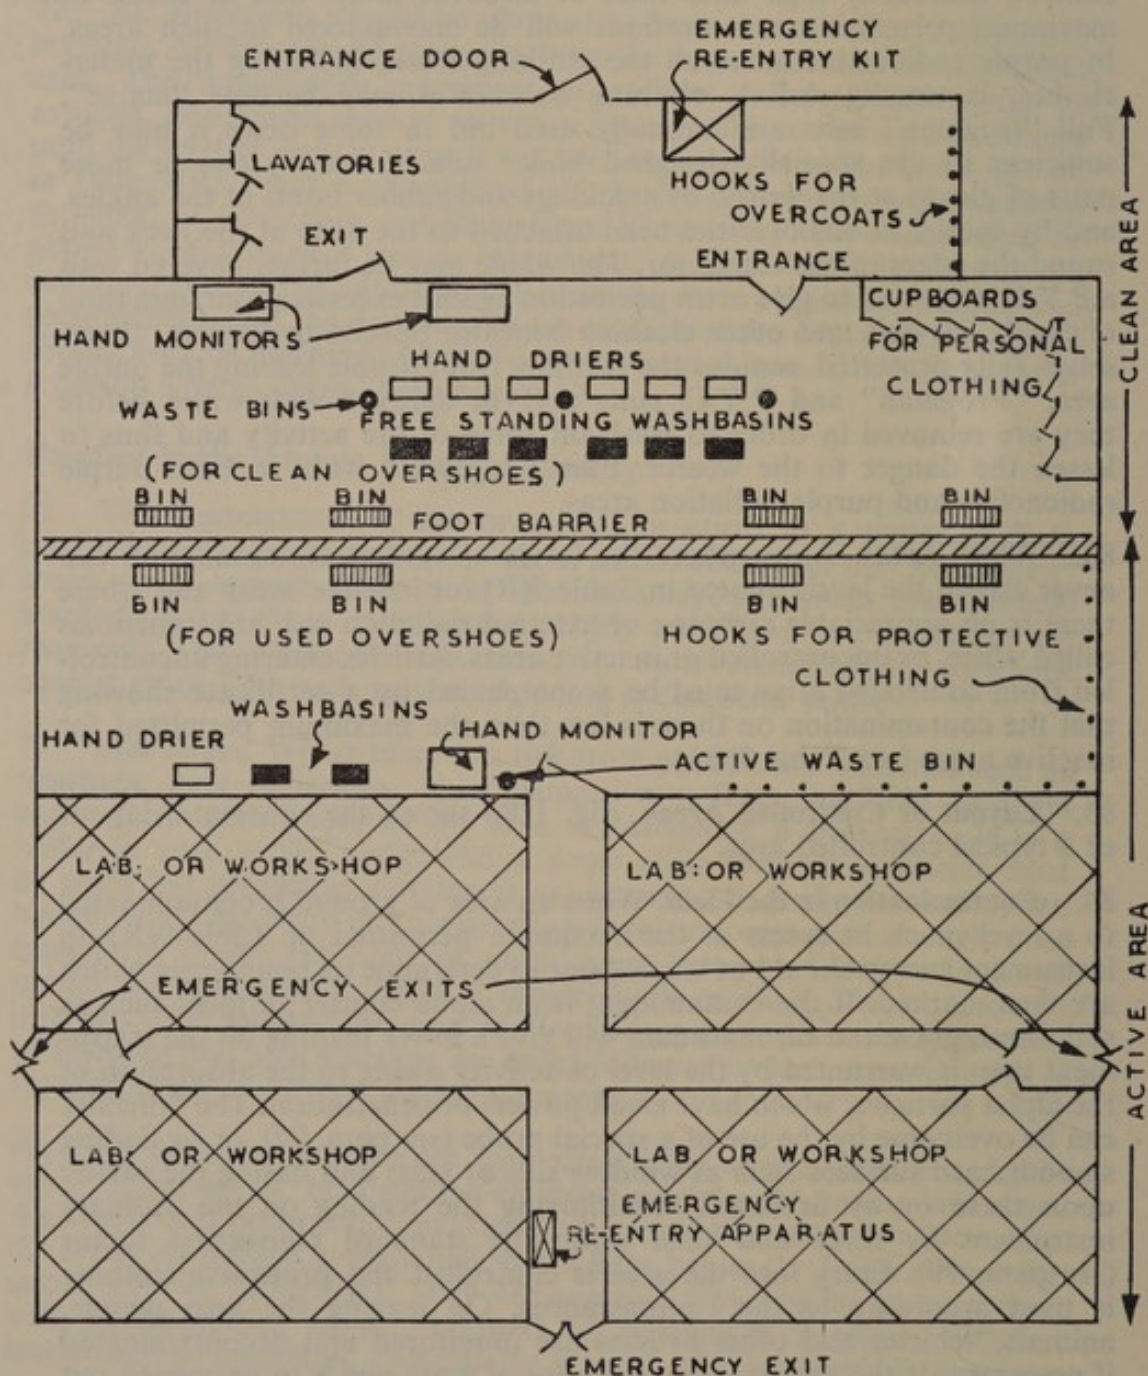 EMERGENCY
RE-ENTRY KIT
ENTRANCE DOOR
LAVATORIES
HOOKS FOR
OVERCOATS
EXIT
ENTRANCE
CUPBOARDS
FOR PERSONAL
CLOTHING
HAND MONITORS
HAND DRIERS
WASTE BINS
FREE STANDING WASHBASINS
(FOR CLEAN OVERSHOES)
BIN BIN BIN BIN
FOOT BARRIER
CLEAN AREA
BIN BIN BIN BIN
(FOR USED OVERSHOES)
HOOKS FOR PROTECTIVE
CLOTHING
WASHBASINS
HAND DRIER
HAND MONITOR
ACTIVE WASTE BIN
LAB. OR WORKSHOP
LAB. OR WORKSHOP
EMERGENCY EXITS
ACTIVE AREA
LAB. OR WORKSHOP
LAB. OR WORKSHOP
EMERGENCY
RE-ENTRY APPARATUS
EMERGENCY EXIT